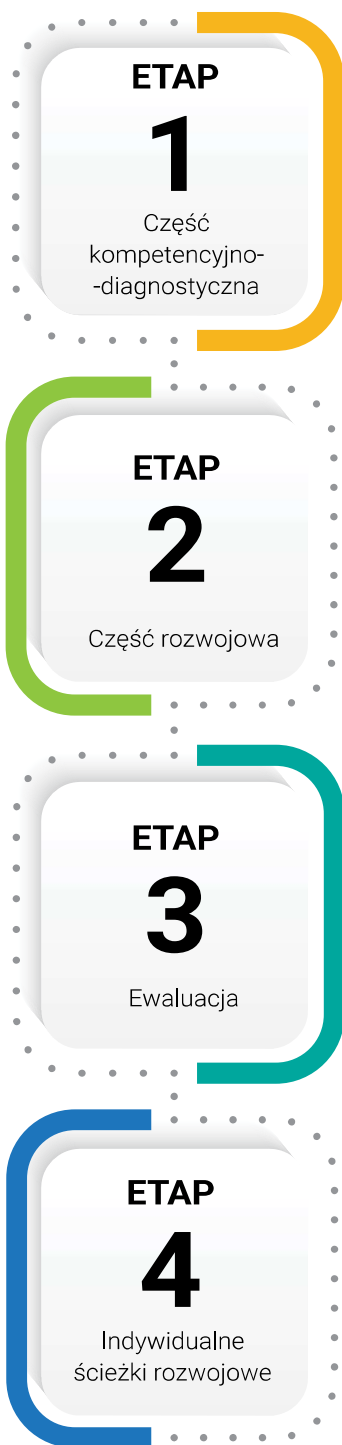 ETAP
1
Część
kompetencyjno-
-diagnostyczna
ETAP
2
Część rozwojowa
ETAP
3
Ewaluacja
ETAP
4
Indywidualne
ścieżki rozwojowe